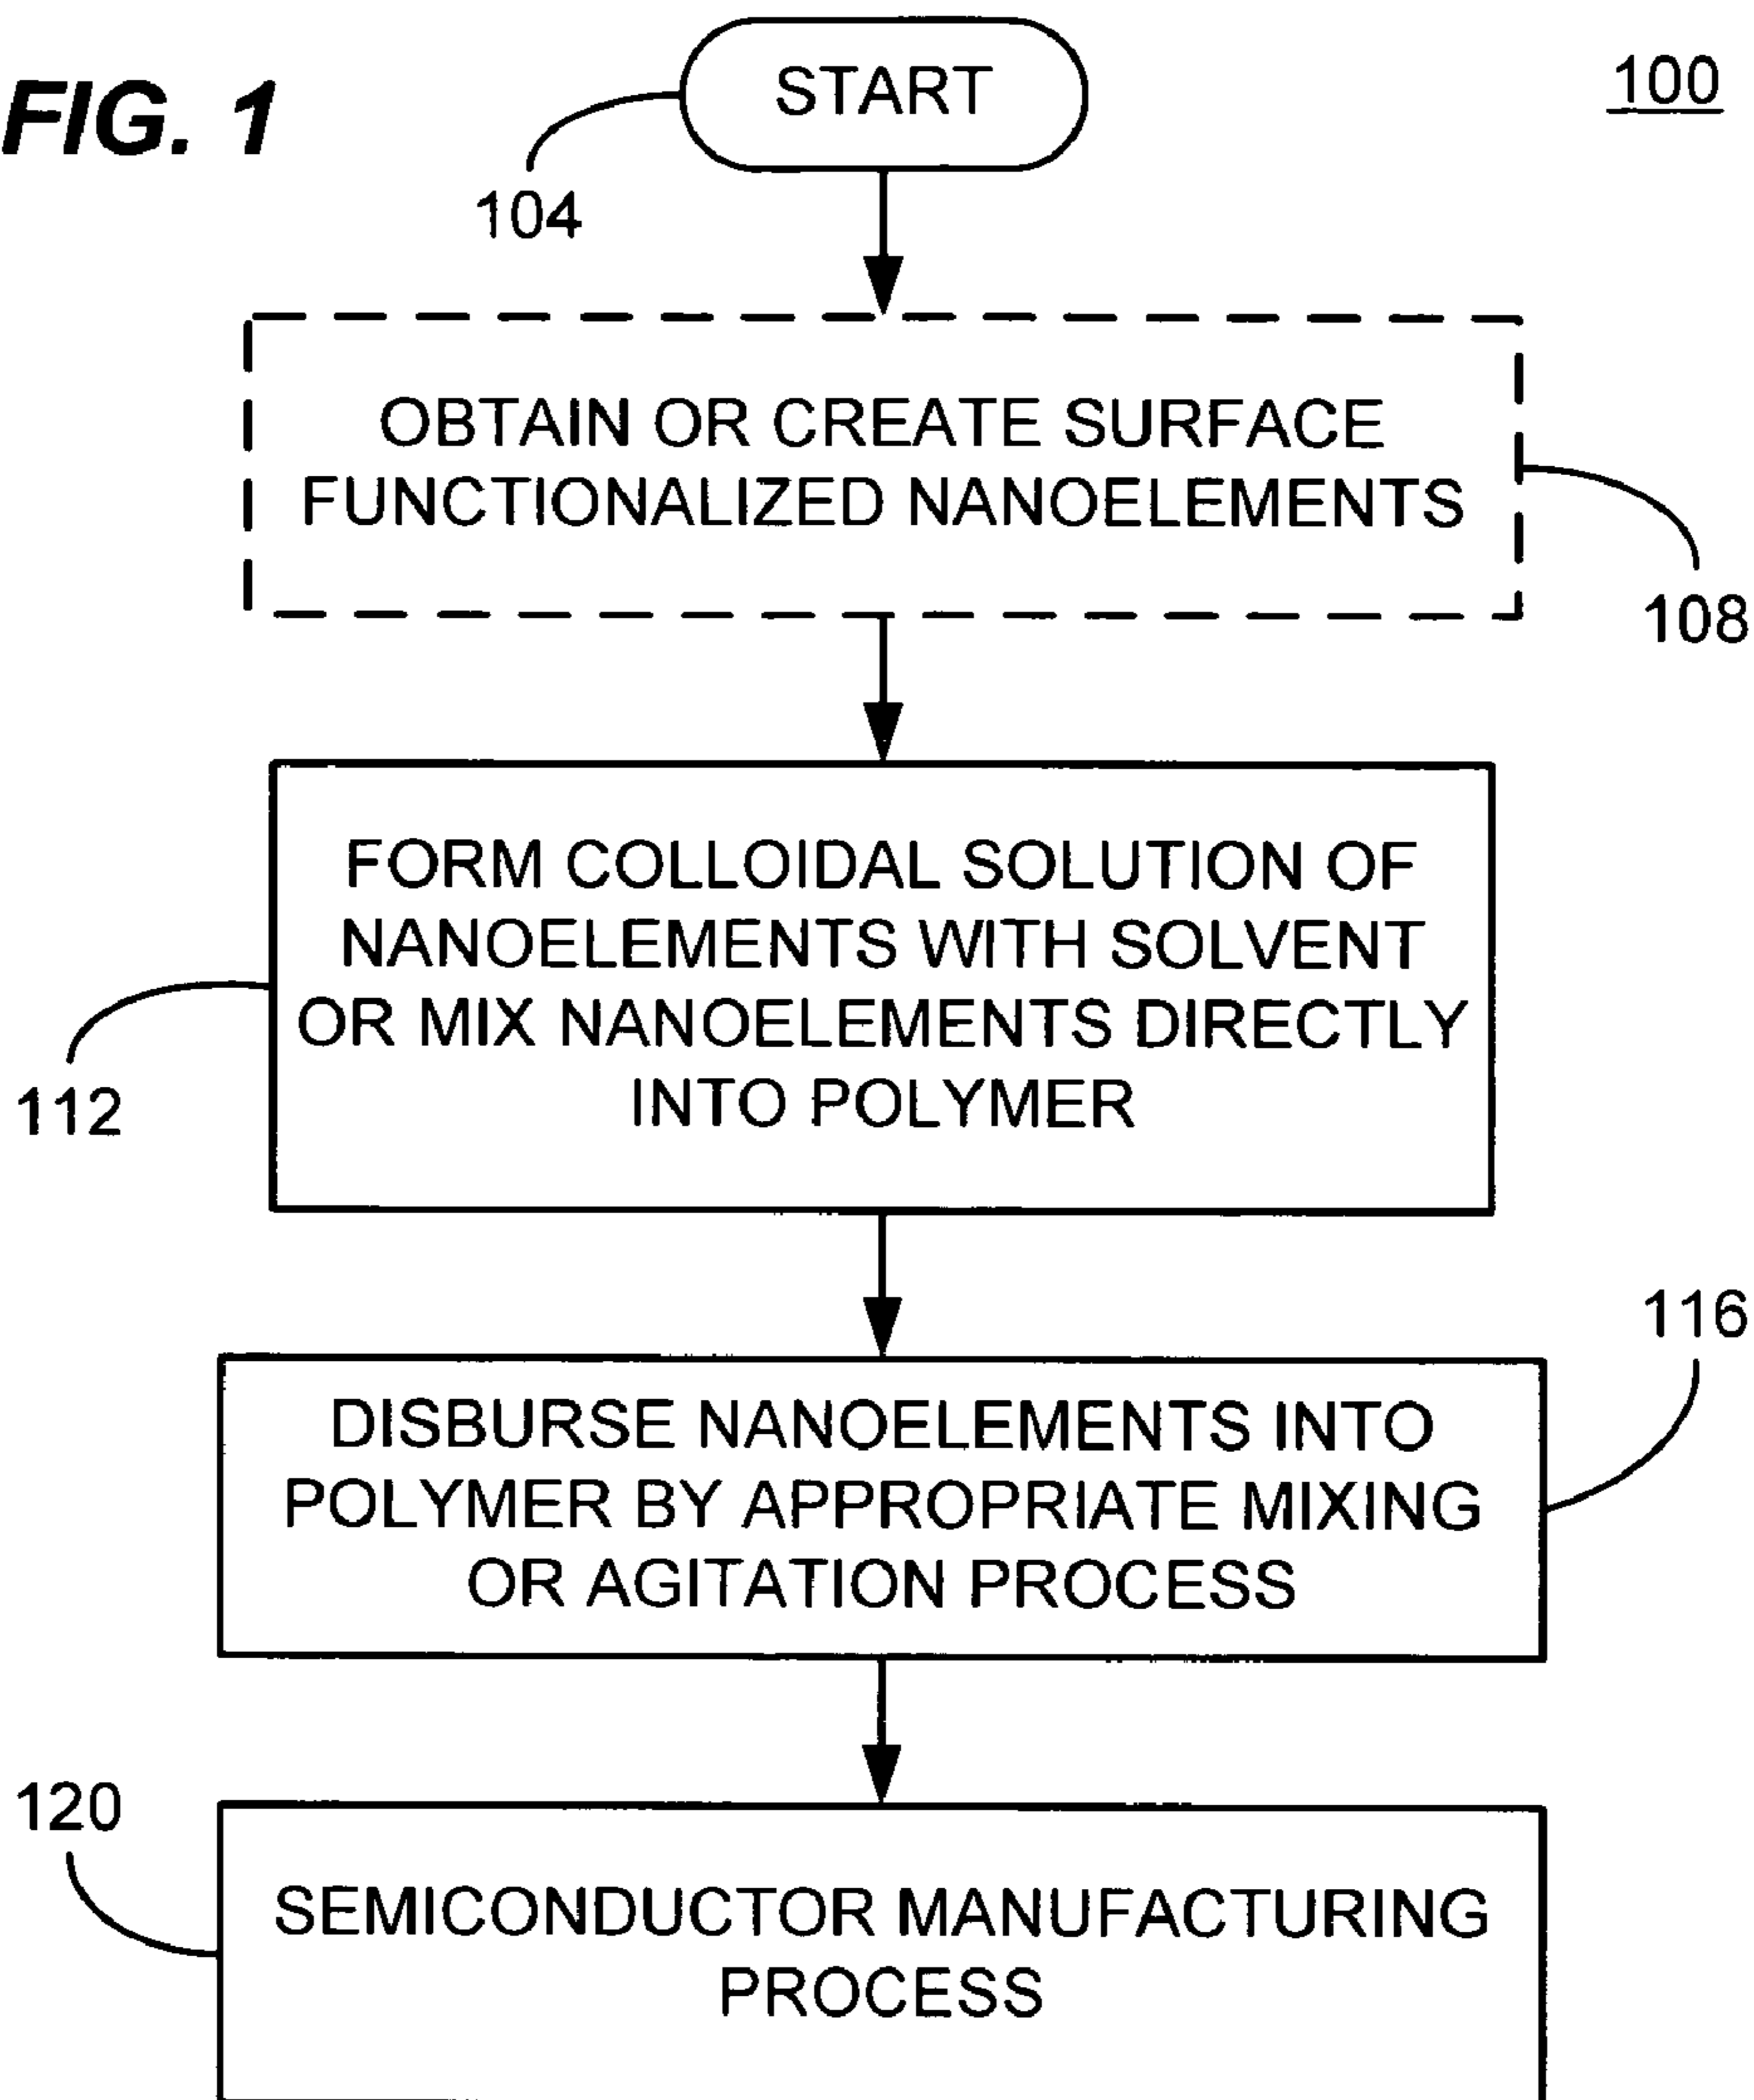 FIG. 1
START
100
104
OBTAIN OR CREATE SURFACE
FUNCTIONALIZED NANOELEMENTS
108
FORM COLLOIDAL SOLUTION OF
NANOELEMENTS WITH SOLVENT
OR MIX NANOELEMENTS DIRECTLY
INTO POLYMER
112
116
DISBURSE NANOELEMENTS INTO
POLYMER BY APPROPRIATE MIXING
OR AGITATION PROCESS
120
SEMICONDUCTOR MANUFACTURING
PROCESS